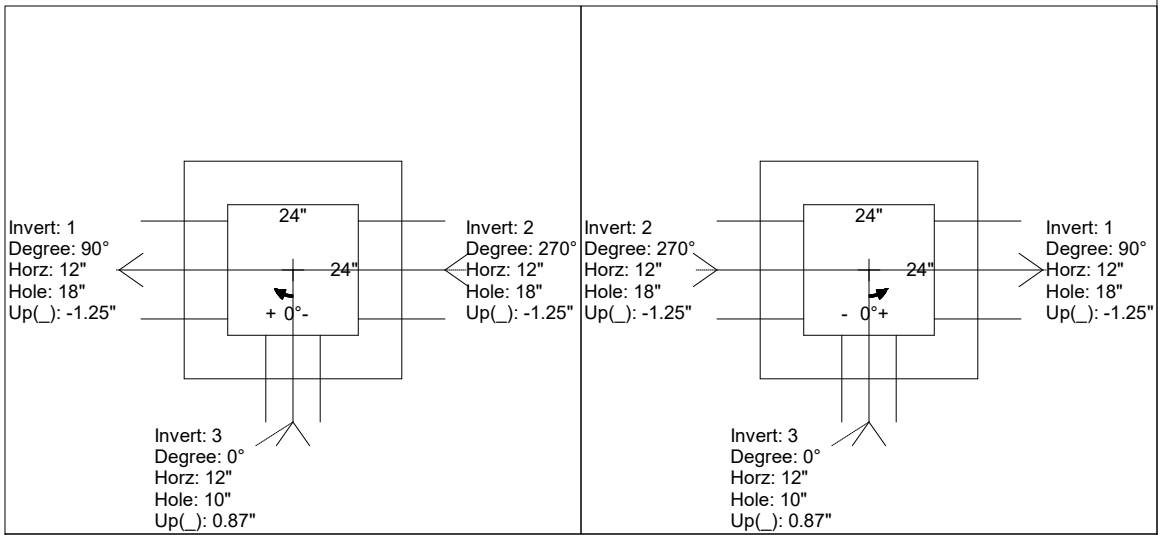 24"
Invert: 1
Degree: 90°
Horz: 12"
Hole: 18"
Up(_): -1.25"
24"
Invert: 2
Degree: 270°
Horz: 12"
Hole: 18"
Up(_): -1.25"
+ 0°-
Invert: 3
Degree: 0°
Horz: 12"
Hole: 10"
Up(_): 0.87"
24"
Invert: 2
Degree: 270°
Horz: 12"
Hole: 18"
Up(_): -1.25"
24"
Invert: 1
Degree: 90°
Horz: 12"
Hole: 18"
Up(_): -1.25"
- 0°+
Invert: 3
Degree: 0°
Horz: 12"
Hole: 10"
Up(_): 0.87"